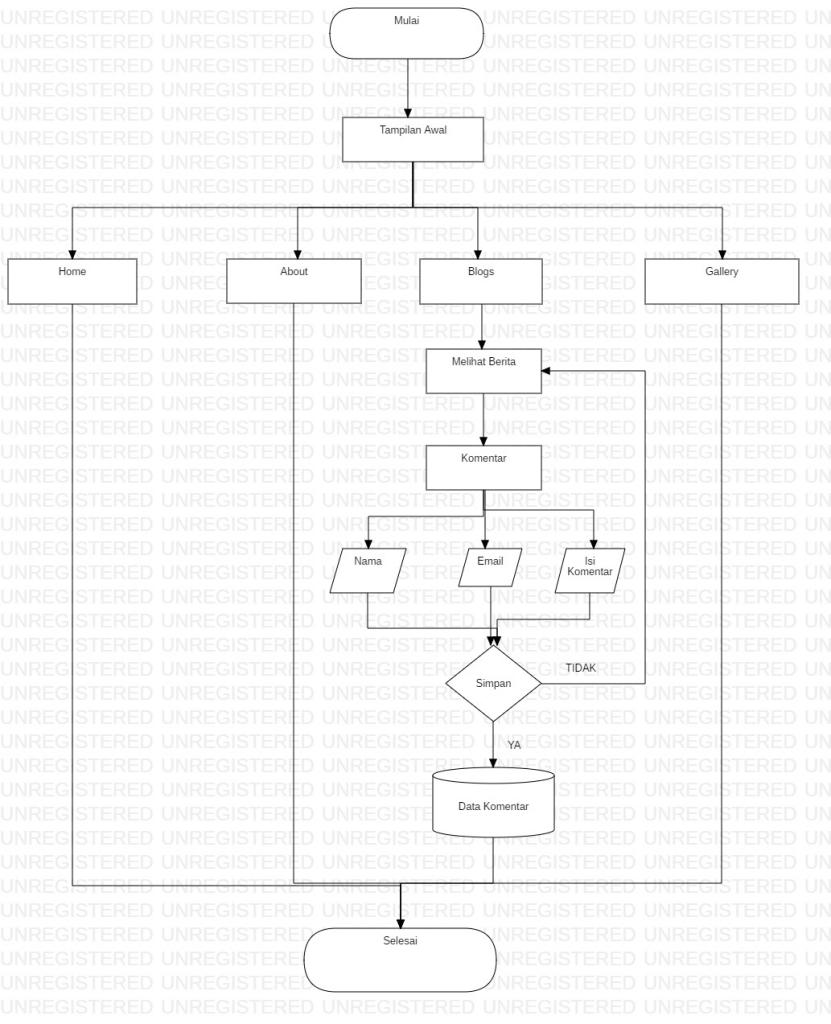 Mulai
Tampilan Awal
Home
About
Blogs
Gallery
Melihat Berita
Komentar
Nama
Email
Isi
Komentar
Simpan
TIDAK
YA
Data Komentar
Selesai
UNREGISTERED